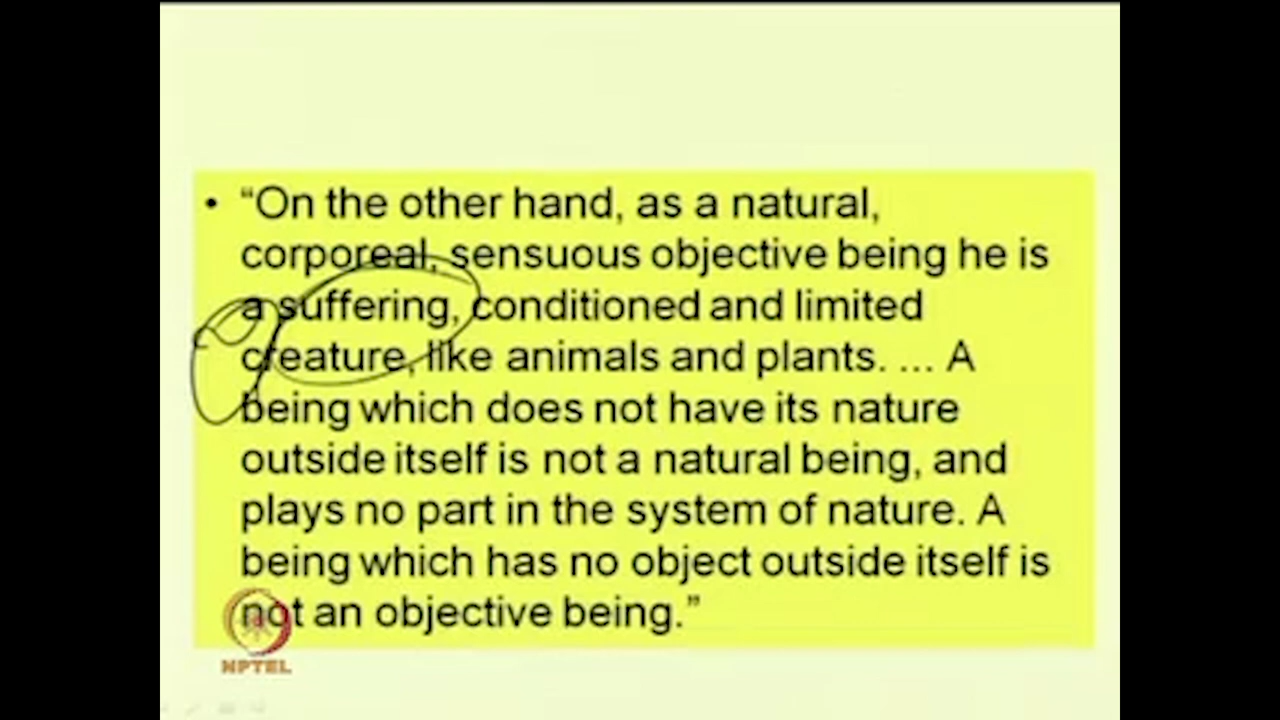 • “On the other hand, as a natural,
corporeal, sensuous objective being he is
a suffering, conditioned and limited
creature, like animals and plants. ... A
being which does not have its nature
outside itself is not a natural being, and
plays no part in the system of nature. A
being which has no object outside itself is
not an objective being.”
NPTEL